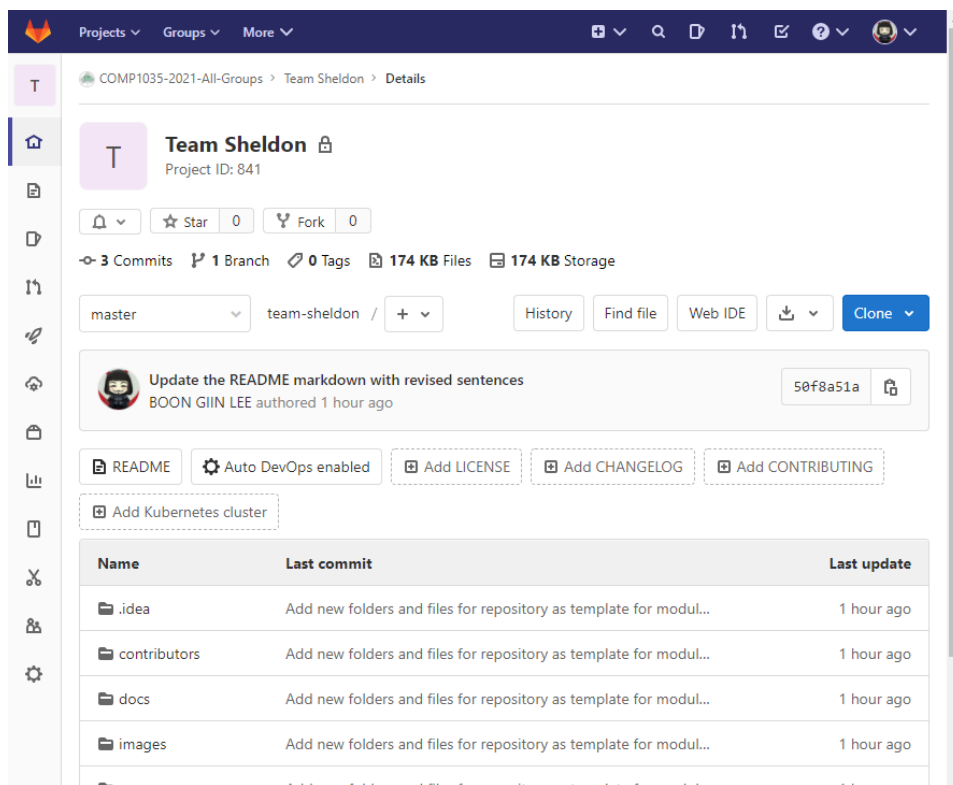 Projects Groups More
T COMP1035-2021-All-Groups > Team Sheldon > Details
T Team Sheldon
Project ID: 841
Star 0 Fork 0
3 Commits 1 Branch 0 Tags 174 KB Files 174 KB Storage
master team-sheldon / + History Find file Web IDE Clone
Update the README markdown with revised sentences
BOON GIIN LEE authored 1 hour ago 50f8a51a
README Auto DevOps enabled Add LICENSE Add CHANGELOG Add CONTRIBUTING
Add Kubernetes cluster
Name Last commit Last update
.idea Add new folders and files for repository as template for modul... 1 hour ago
contributors Add new folders and files for repository as template for modul... 1 hour ago
docs Add new folders and files for repository as template for modul... 1 hour ago
images Add new folders and files for repository as template for modul... 1 hour ago